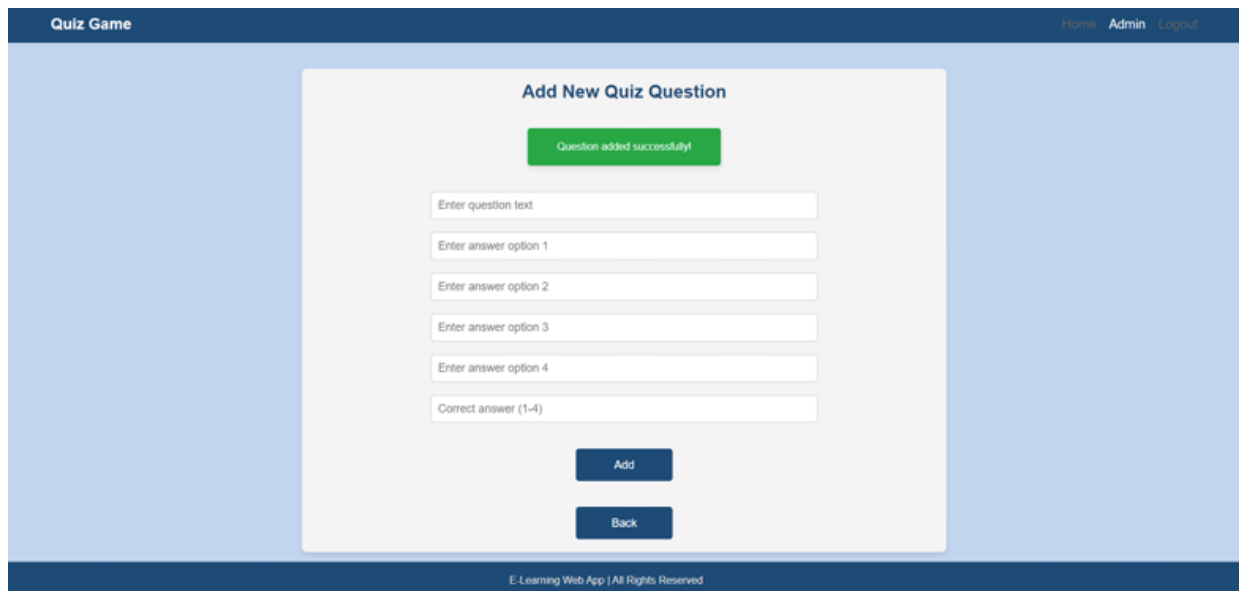 Quiz Game
Home Admin Logout
Add New Quiz Question
Question added successfully!
Enter question text
Enter answer option 1
Enter answer option 2
Enter answer option 3
Enter answer option 4
Correct answer (1-4)
Add
Back
E-Learning Web App | All Rights Reserved